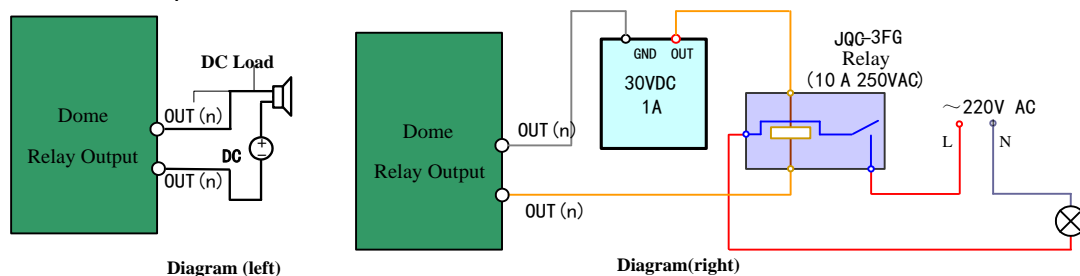 DC Load
Dome
Relay Output
OUT(n)
DC
OUT(n)
Diagram (left)
GND OUT
30VDC
1A
JQC-3FG
Relay
(10 A 250VAC)
Dome
Relay Output
OUT(n)
OUT(n)
~220V AC
L N
Diagram(right)